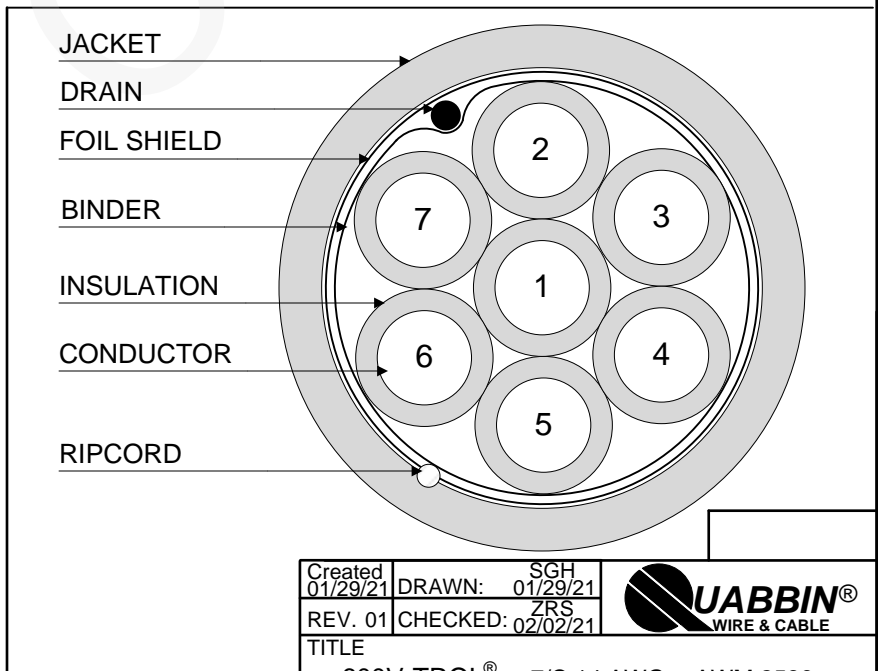 JACKET
DRAIN
FOIL SHIELD
BINDER
INSULATION
CONDUCTOR
RIPCORD
2
7
3
1
6
4
5
Created
01/29/21
DRAWN:
SGH
01/29/21
REV. 01
CHECKED:
ZRS
02/02/21
QUABBIN®
WIRE & CABLE
TITLE